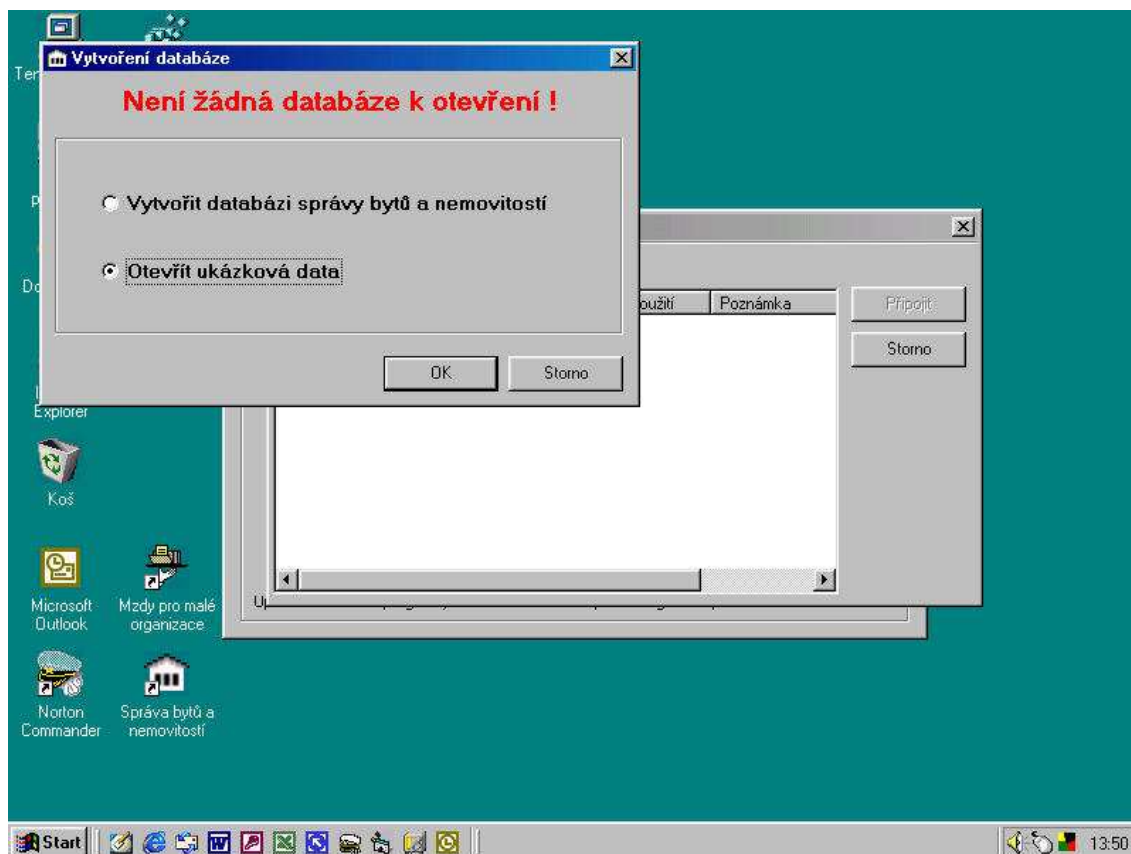 Vytvoření databáze
Není žádná databáze k otevření !
Vytvořit databázi správy bytů a nemovitostí
Otevřít ukázková data
OK
Storno
Poznámka
Připojit
Storno
Explorer
Koš
Microsoft
Outlook
Mzdy pro malé
organizace
Norton
Commander
Správa bytů a
nemovitostí
Start
13:50